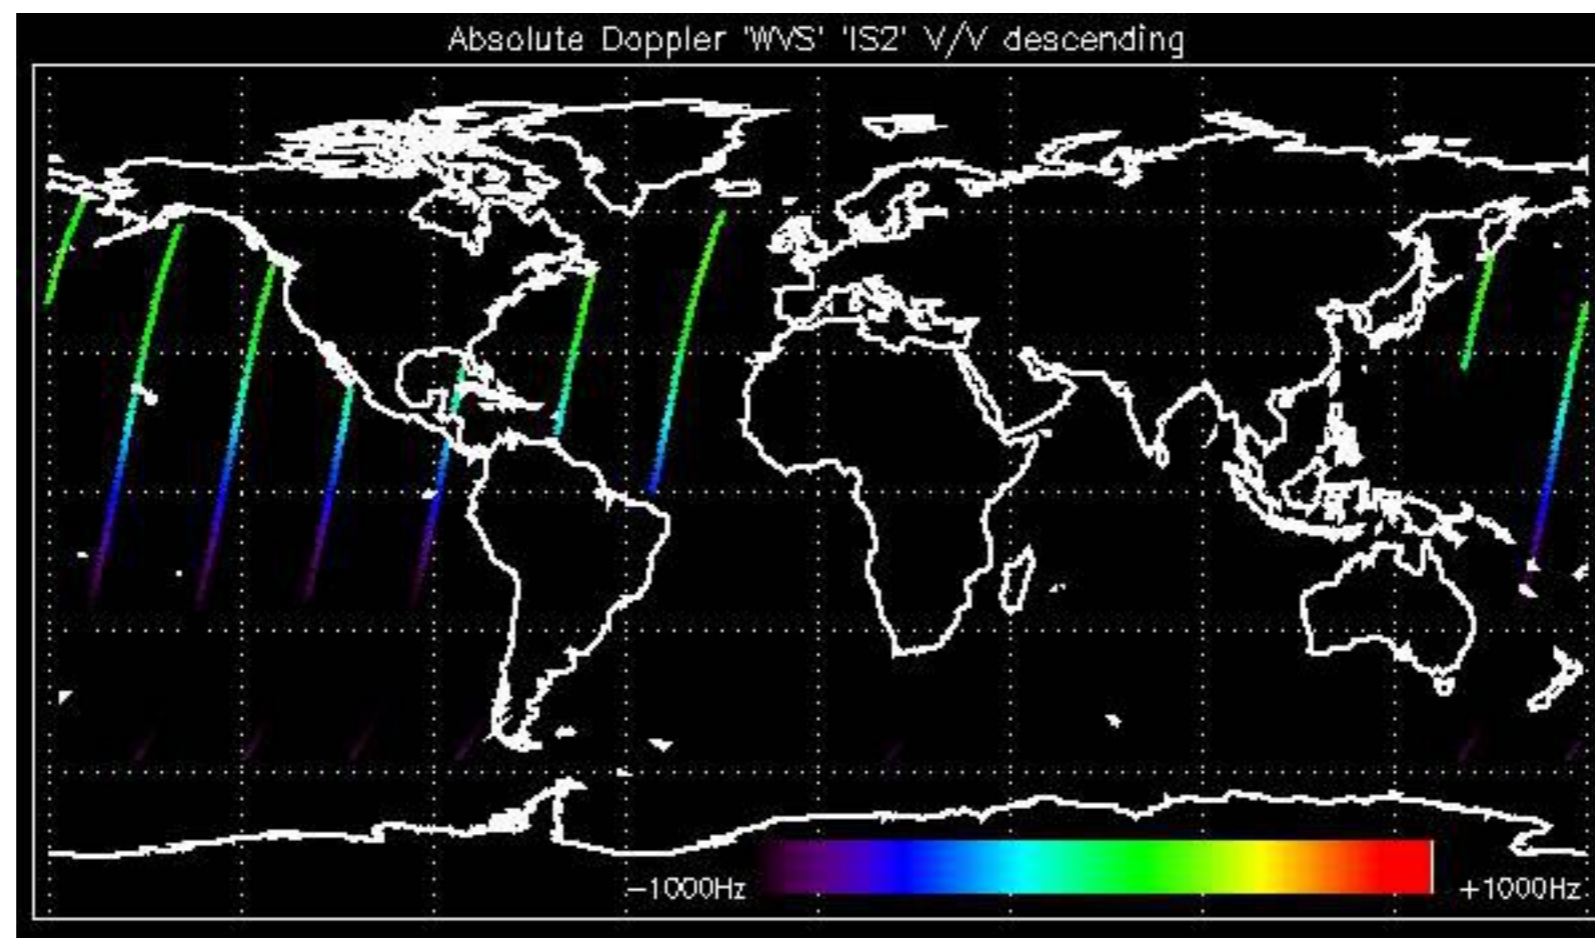 Absolute Doppler 'WVS' 'IS2' V/V descending
−1000Hz +1000Hz